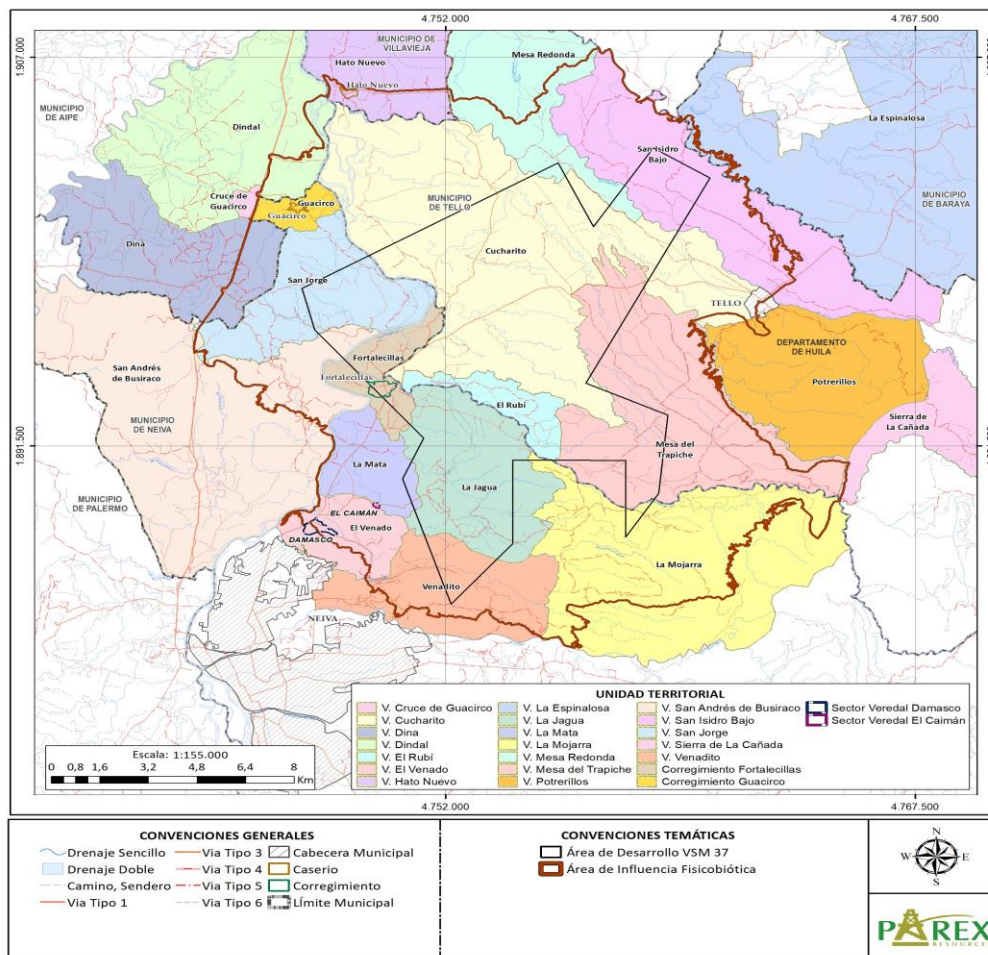 4.752.000
4.767.500
1.907.000
MUNICIPIO DE VILLAVIEJA
Hato Nuevo
Hato Nuevo
Mesa Redonda
MUNICIPIO DE AIPE
Dindal
La Espinalosa
San Isidro Bajo
MUNICIPIO DE BARAYA
Cruce de Guacirco
Guacirco
Guacirco
MUNICIPIO DE TELLO
Dina
Cucharito
San Jorge
TELLO
DEPARTAMENTO DE HUILA
San Andrés de Busiraco
Fortalecillas
Fortalecillas
Potrerillos
El Rubí
MUNICIPIO DE NEIVA
Sierra de La Cañada
1.891.500
Mesa del Trapiche
La Mata
La Jagua
MUNICIPIO DE PALERMO
EL CAIMÁN
El Venado
DAMASCO
Venadito
La Mojarra
NEIVA
UNIDAD TERRITORIAL
V. Cruce de Guacirco
V. Cucharito
V. Dina
V. Dindal
V. El Rubí
V. El Venado
V. Hato Nuevo
V. La Espinalosa
V. La Jagua
V. La Mata
V. La Mojarra
V. Mesa Redonda
V. Mesa del Trapiche
V. Potrerillos
V. San Andrés de Busiraco
V. San Isidro Bajo
V. San Jorge
V. Sierra de La Cañada
V. Venadito
Corregimiento Fortalecillas
Corregimiento Guacirco
Sector Veredal Damasco
Sector Veredal El Caimán
Escala: 1:155.000
0 0,8 1,6 3,2 4,8 6,4 8
Km
4.752.000
4.767.500
CONVENCIONES GENERALES
Drenaje Sencillo
Drenaje Doble
Camino, Sendero
Via Tipo 1
Via Tipo 3
Via Tipo 4
Via Tipo 5
Via Tipo 6
Cabecera Municipal
Caserio
Corregimiento
Límite Municipal
CONVENCIONES TEMÁTICAS
Área de Desarrollo VSM 37
Área de Influencia Fisicobiótica
N
W E
S
PAREX
RESOURCES